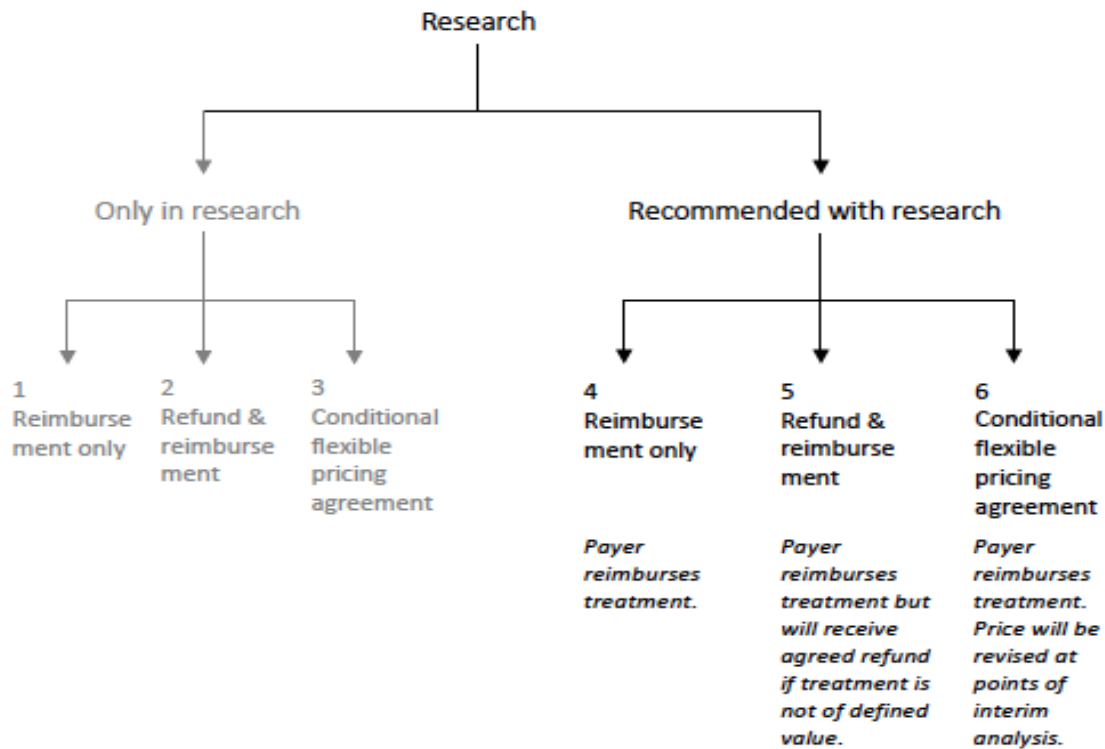 Research
Only in research
Recommended with research
1
Reimburse
ment only
2
Refund &
reimburse
ment
3
Conditional
flexible
pricing
agreement
4
Reimburse
ment only
Payer
reimburses
treatment.
5
Refund &
reimburse
ment
Payer
reimburses
treatment but
will receive
agreed refund
if treatment is
not of defined
value.
6
Conditional
flexible
pricing
agreement
Payer
reimburses
treatment.
Price will be
revised at
points of
interim
analysis.